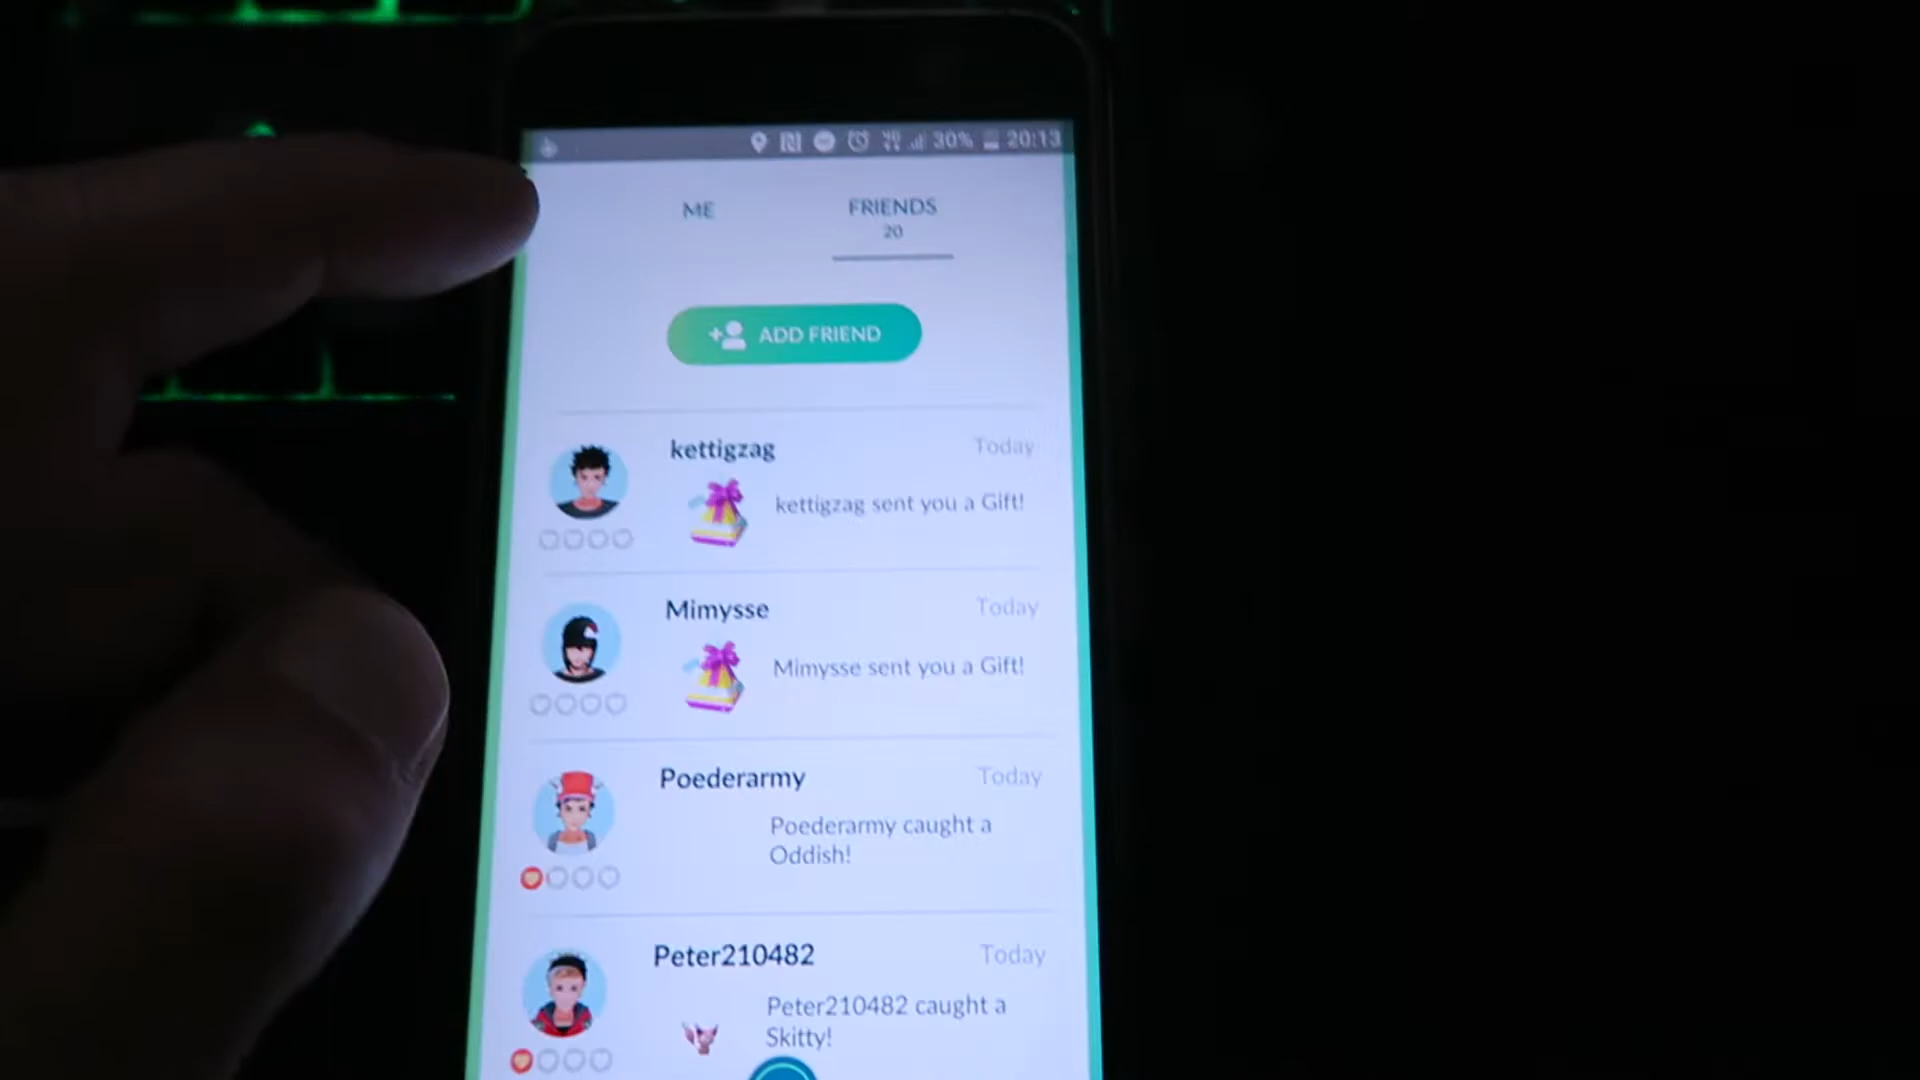 30% 20:13
ME FRIENDS
20
ADD FRIEND
kettigzag Today
kettigzag sent you a Gift!
Mimysse Today
Mimysse sent you a Gift!
Poederarmy Today
Poederarmy caught a
Oddish!
Peter210482 Today
Peter210482 caught a
Skitty!